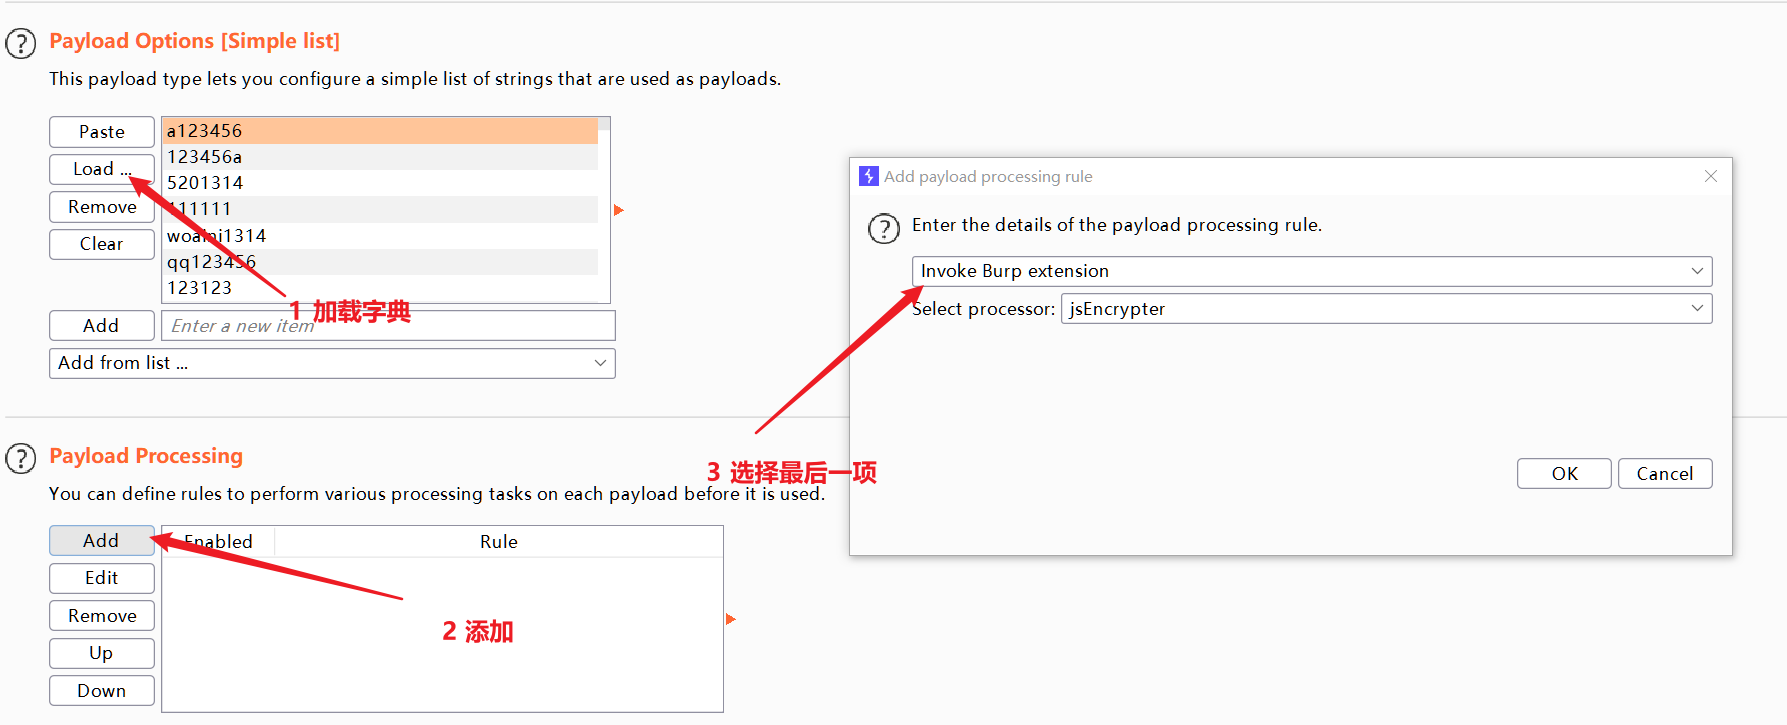 Payload Options [Simple list]
This payload type lets you configure a simple list of strings that are used as payloads.
Paste
Load ...
Remove
Clear
a123456
123456a
5201314
111111
woaini1314
qq123456
123123
1 加载字典
Add
Enter a new item
Add from list ...
Payload Processing
You can define rules to perform various processing tasks on each payload before it is used.
Add
Edit
Remove
Up
Down
Enabled
Rule
2 添加
Add payload processing rule
Enter the details of the payload processing rule.
Invoke Burp extension
Select processor:
jsEncrypter
3 选择最后一项
OK
Cancel